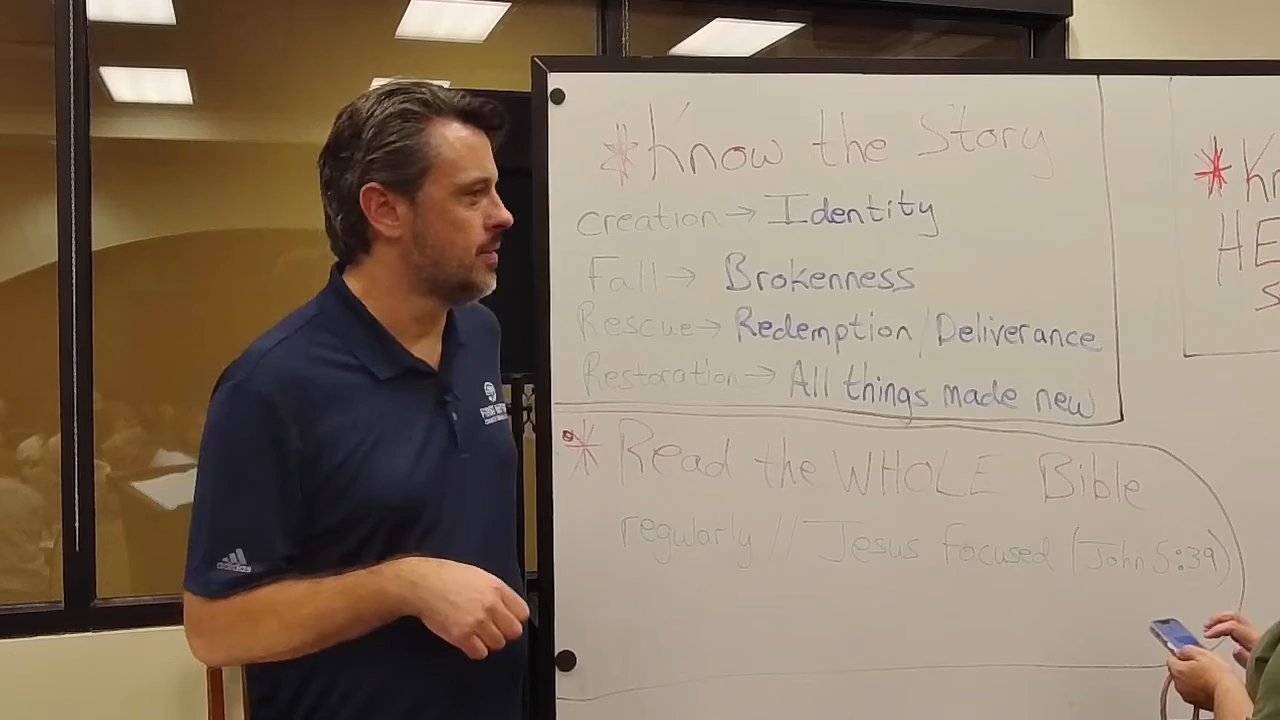 *Know the Story
creation → Identity
Fall → Brokenness
Rescue → Redemption / Deliverance
Restoration → All things made new
* Read the WHOLE Bible
regularly // Jesus Focused (John 5:39)
*Kn
HE
S
adidas